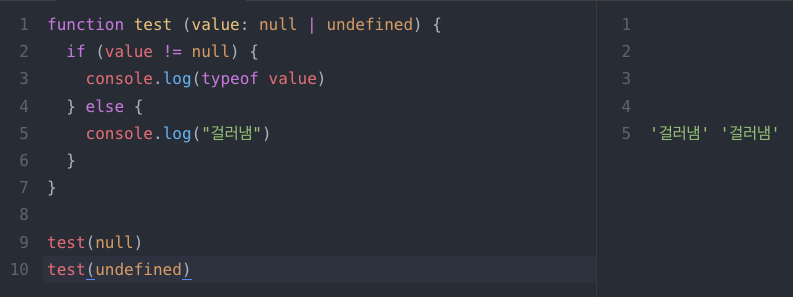 1 function test (value: null | undefined) { 1
2 if (value != null) { 2
3 console.log(typeof value) 3
4 } else { 4
5 console.log("걸러냄") 5 '걸러냄' '걸러냄'
6 }
7 }
8
9 test(null)
10 test(undefined)